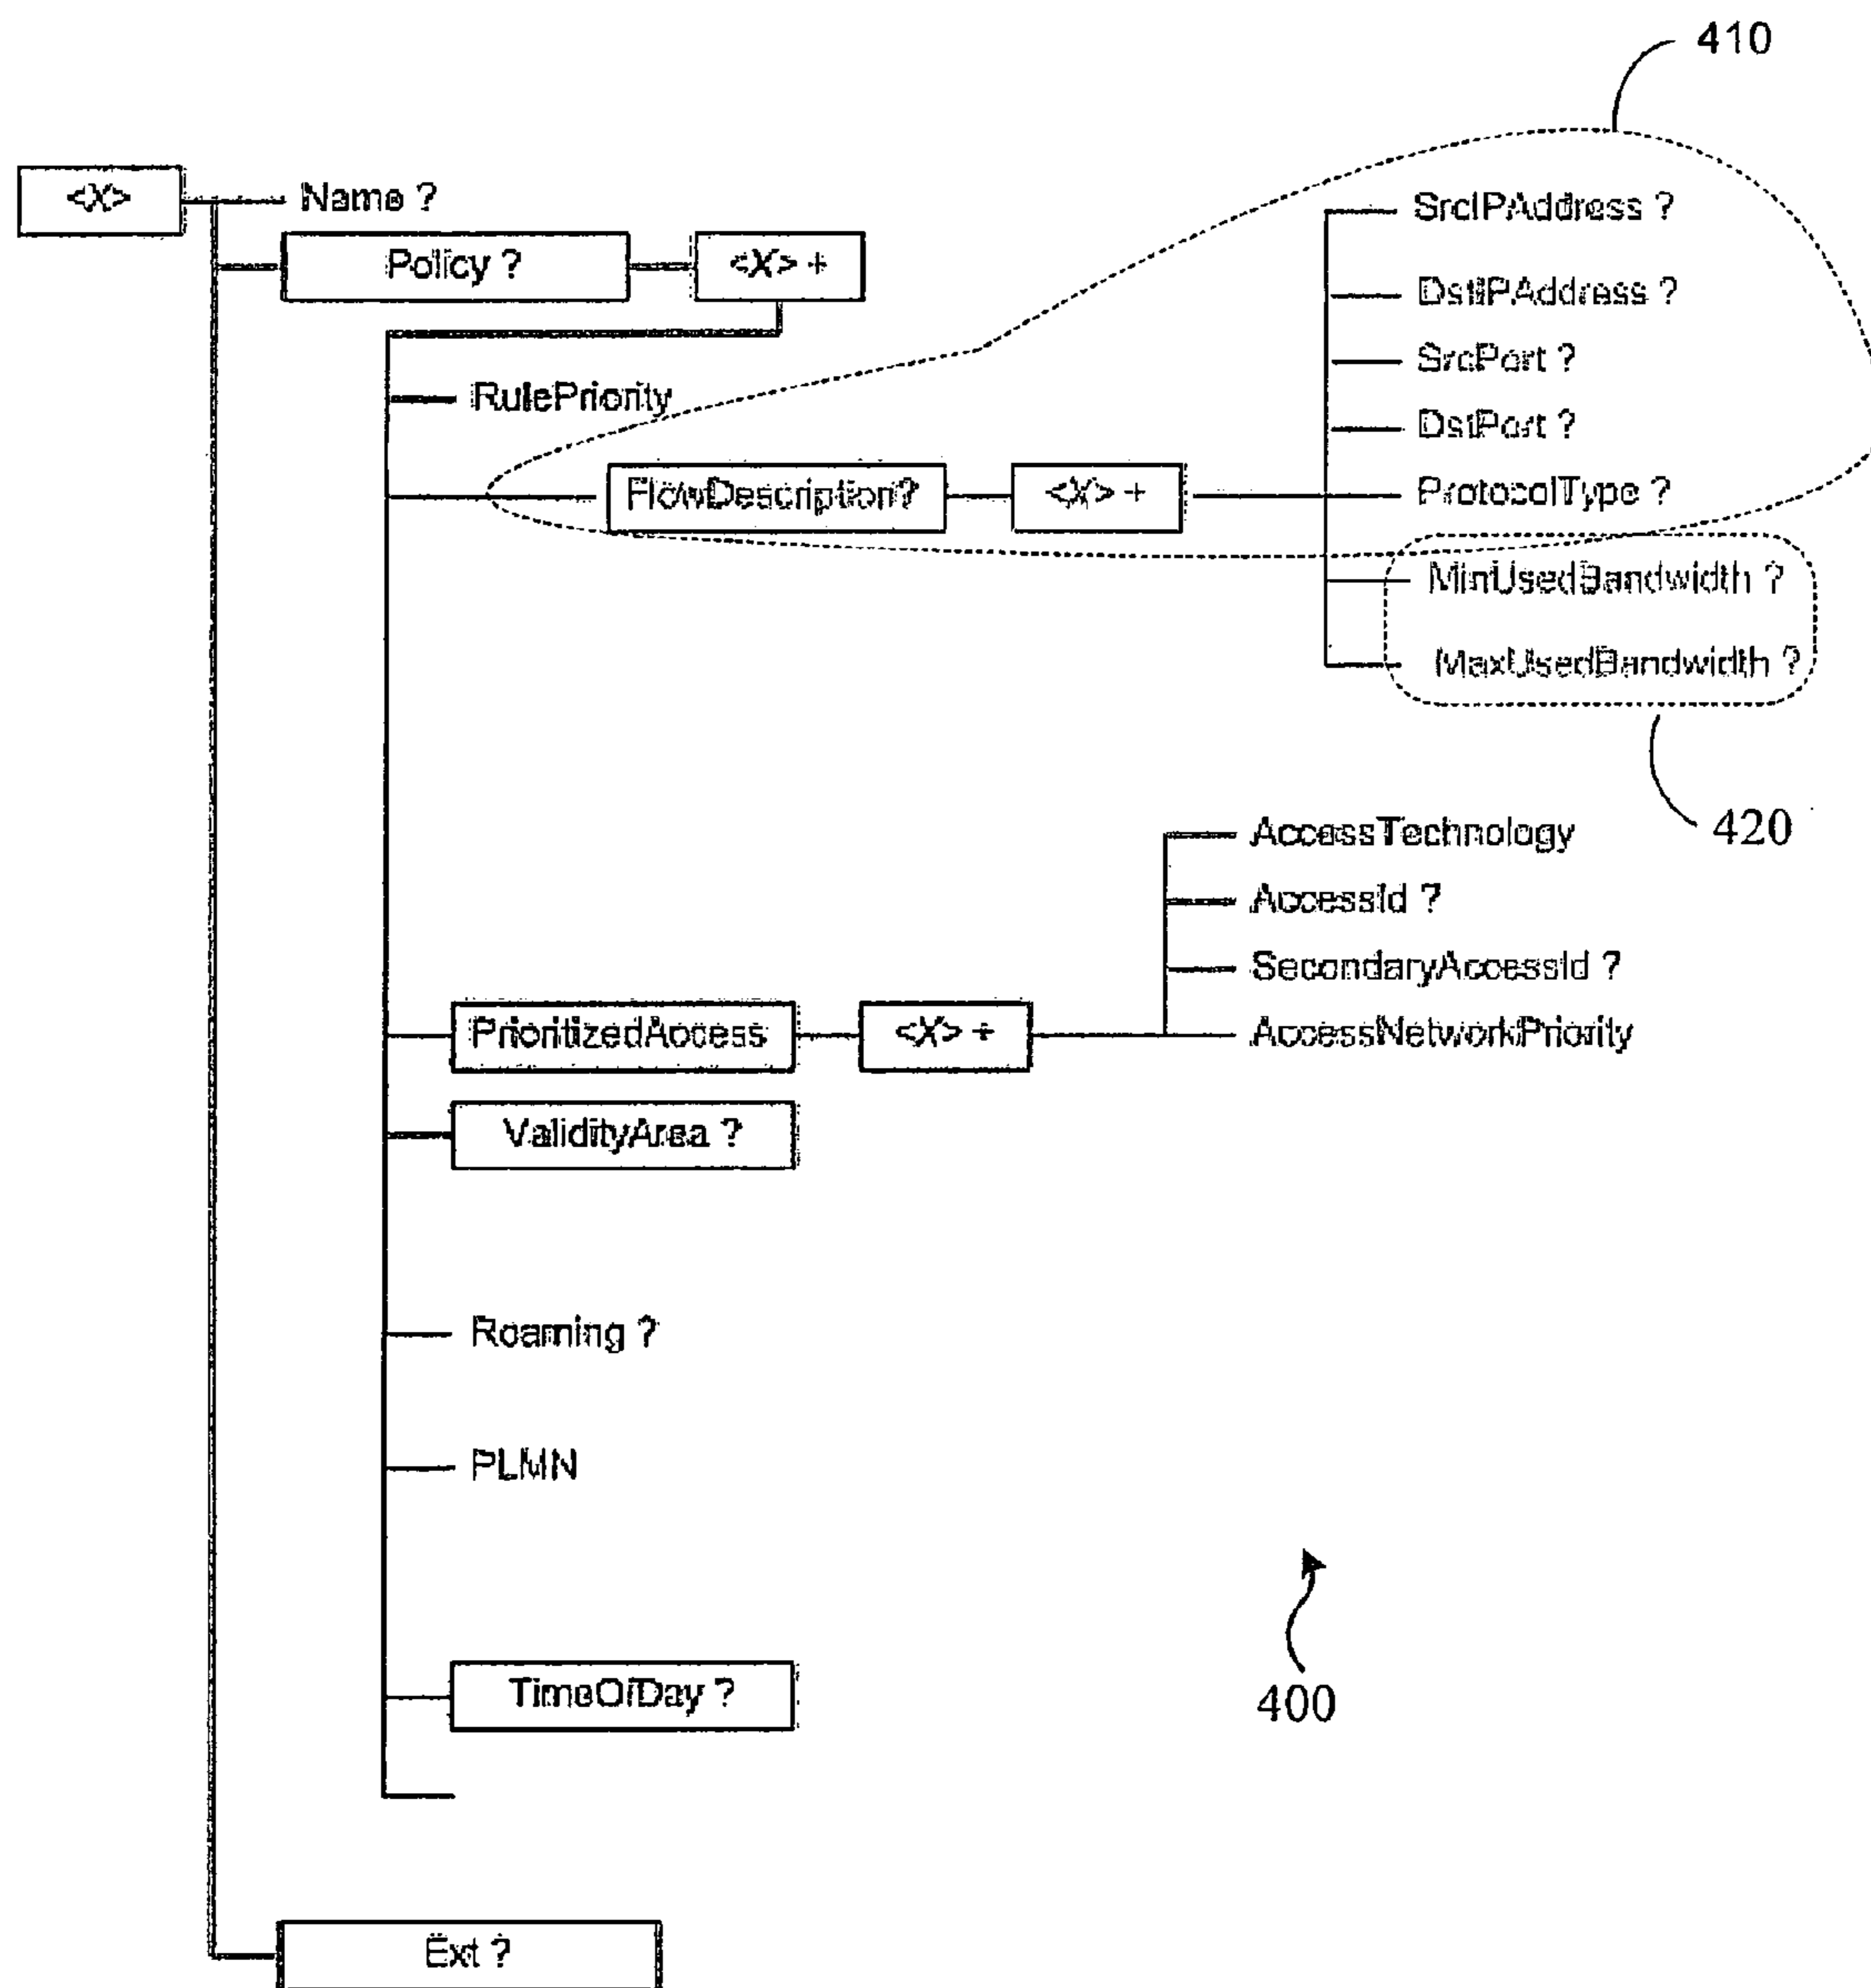 410
<X>
Name ?
Policy ?
<X> +
RulePriority
FlowDescription?
<X> +
SrcIPAddress ?
DstIPAddress ?
SrcPort ?
DstPort ?
ProtocolType ?
MinUsedBandwidth ?
MaxUsedBandwidth ?
420
AccessTechnology
AccessId ?
SecondaryAccessId ?
AccessNetworkPriority
PrioritizedAccess
<X> +
ValidityArea ?
Roaming ?
PLMN
TimeOfDay ?
400
Ext ?